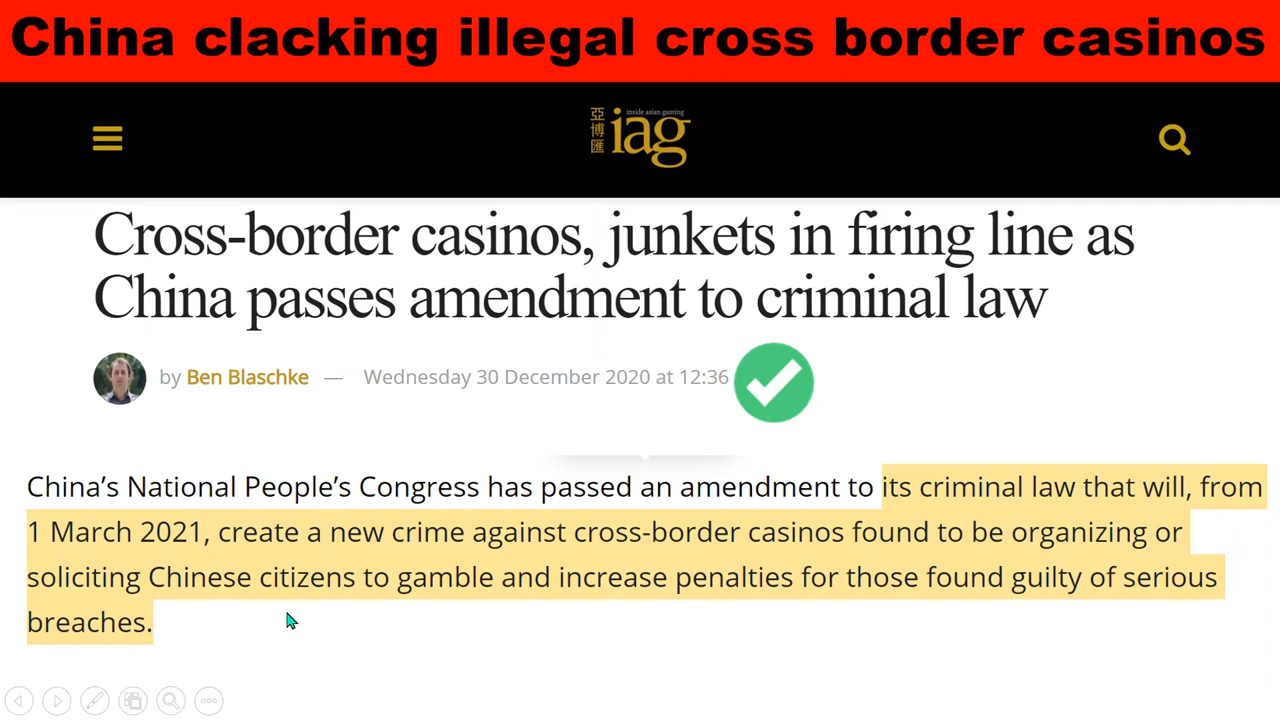 China clacking illegal cross border casinos
inside asian gaming
亞博匯
iag
Cross-border casinos, junkets in firing line as
China passes amendment to criminal law
by Ben Blaschke — Wednesday 30 December 2020 at 12:36
China’s National People’s Congress has passed an amendment to its criminal law that will, from
1 March 2021, create a new crime against cross-border casinos found to be organizing or
soliciting Chinese citizens to gamble and increase penalties for those found guilty of serious
breaches.